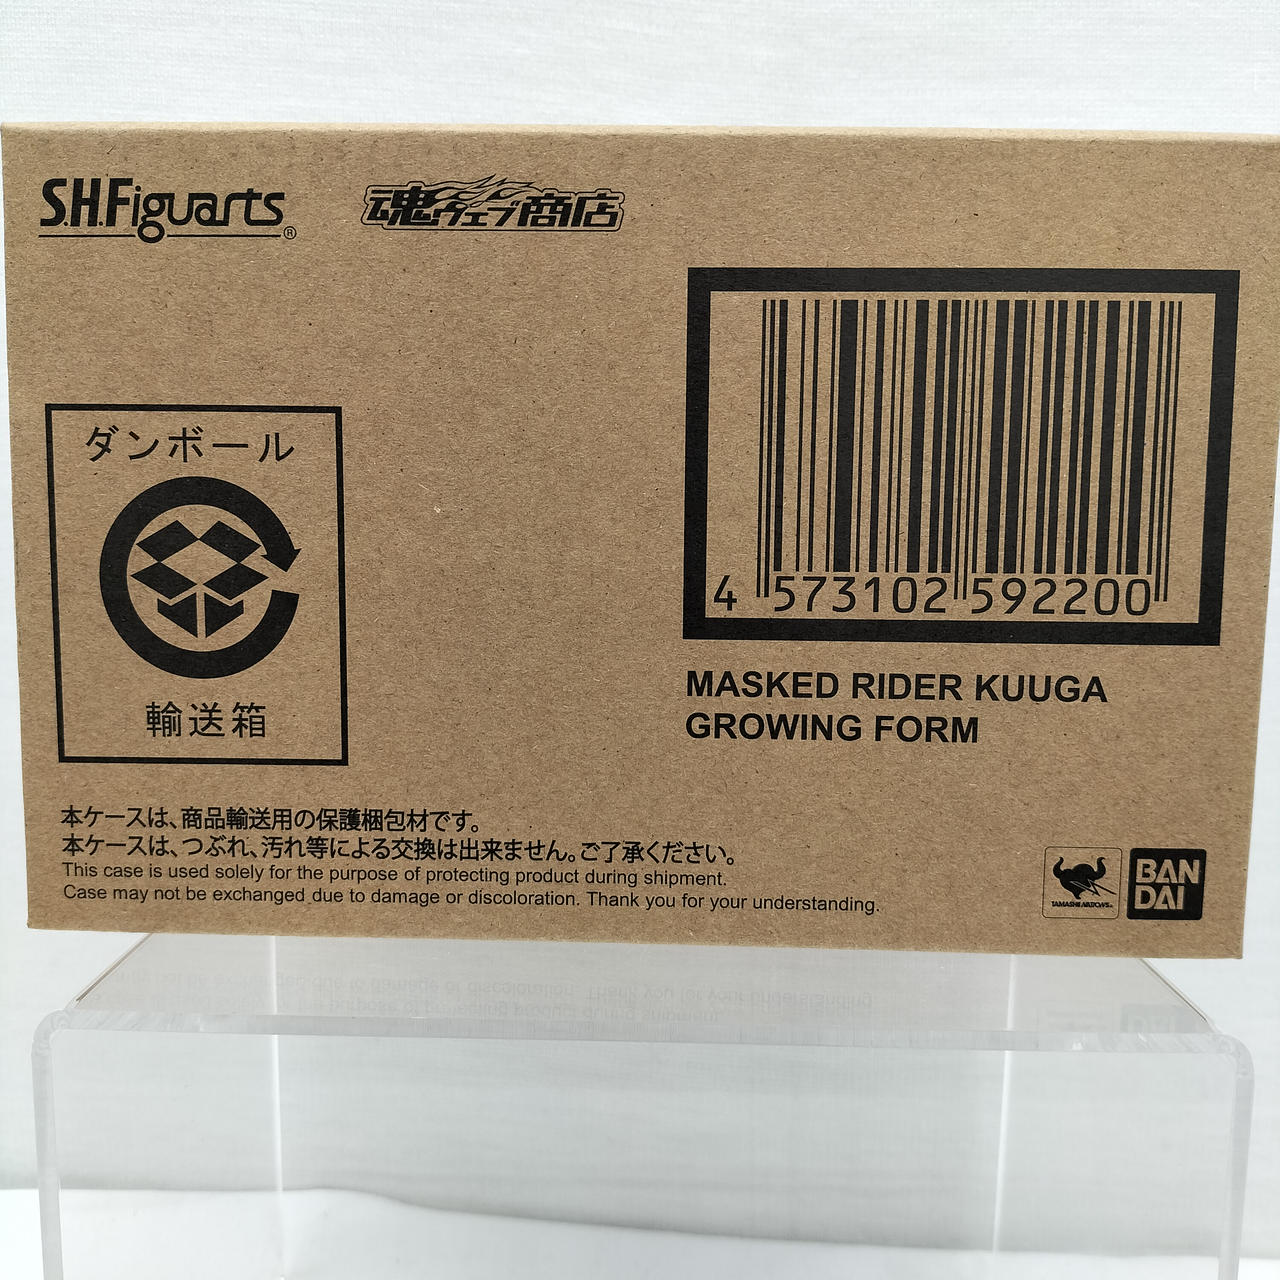 S.H.Figuarts®
魂ウェブ商店
ダンボール
輸送箱
4 573102 592200
MASKED RIDER KUUGA
GROWING FORM
本ケースは、商品輸送用の保護梱包材です。
本ケースは、つぶれ、汚れ等による交換は出来ません。ご了承ください。
This case is used solely for the purpose of protecting product during shipment.
Case may not be exchanged due to damage or discoloration. Thank you for your understanding.
TAMASHII NATIONS
BAN
DAI